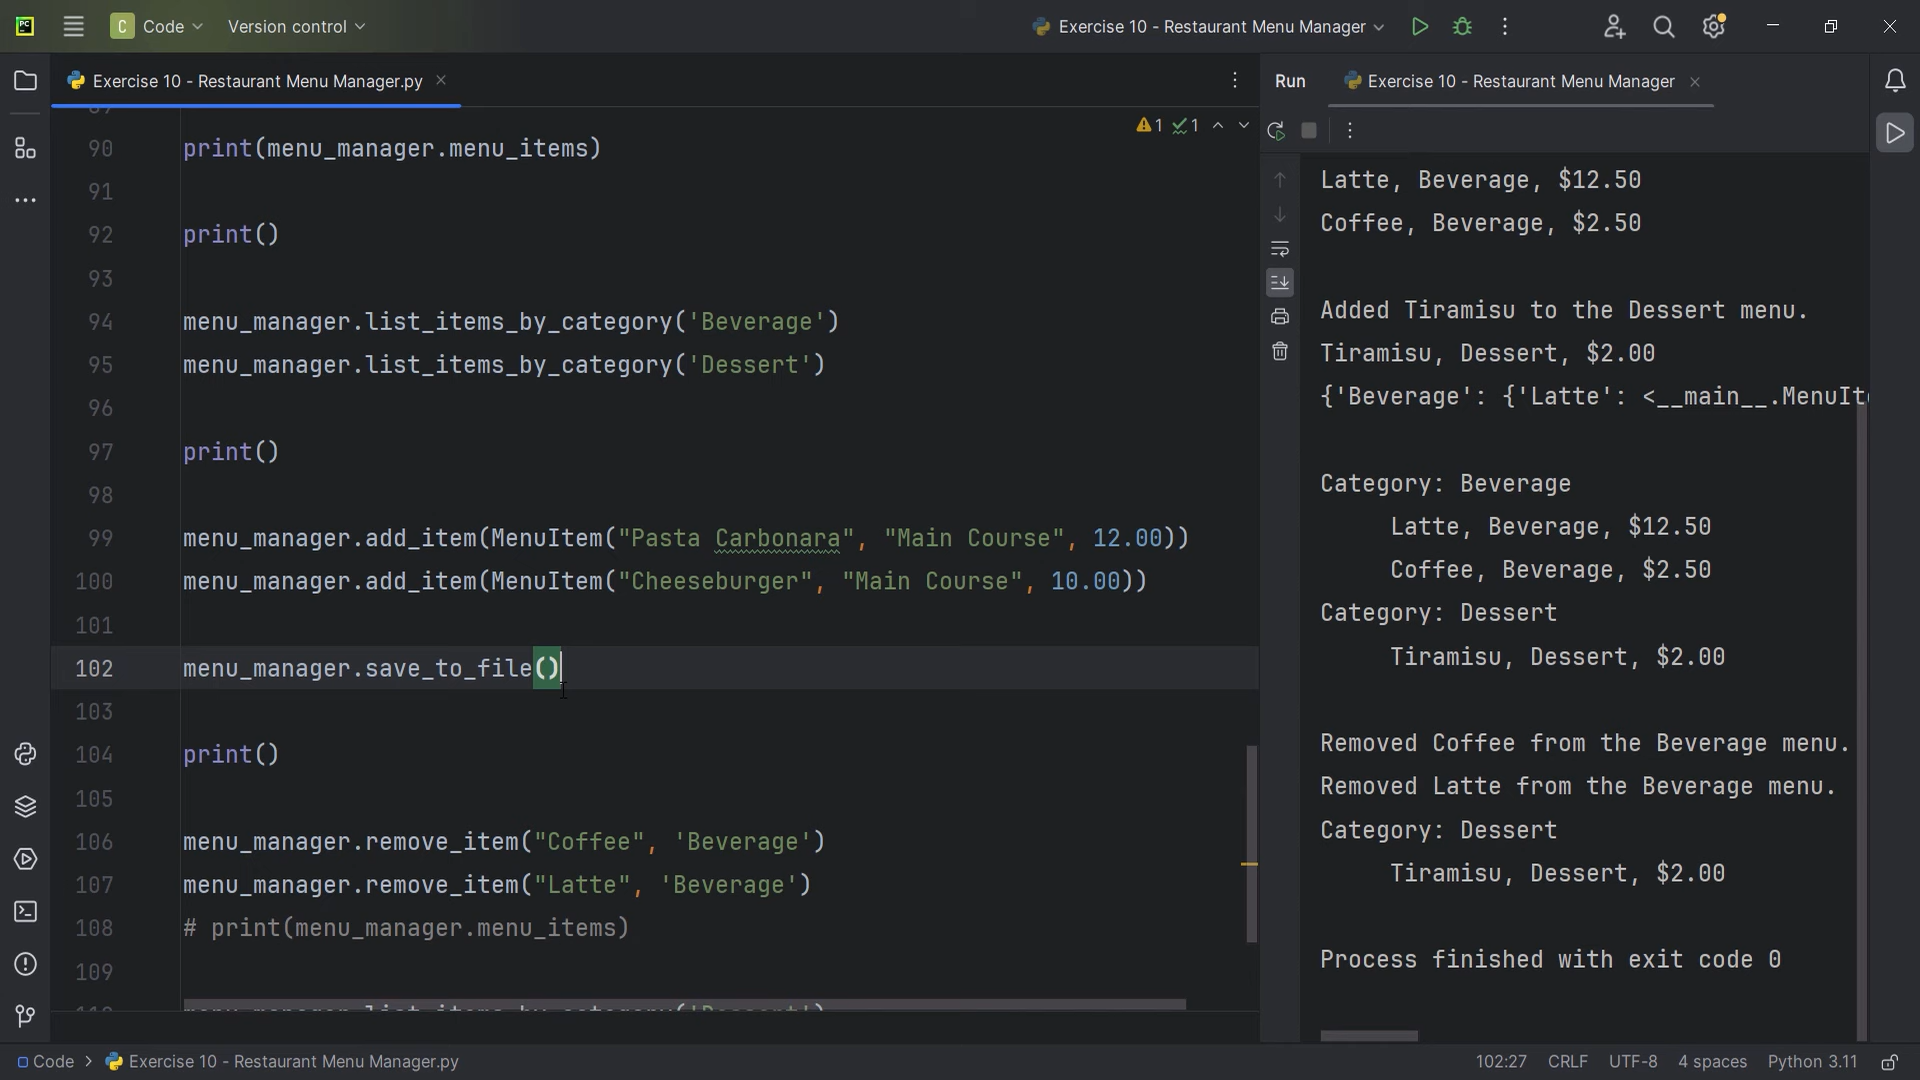 PC
C Code Version control Exercise 10 - Restaurant Menu Manager
Exercise 10 - Restaurant Menu Manager.py
Run Exercise 10 - Restaurant Menu Manager
1 1
90 print(menu_manager.menu_items)
91
92 print()
93
94 menu_manager.list_items_by_category('Beverage')
95 menu_manager.list_items_by_category('Dessert')
96
97 print()
98
99 menu_manager.add_item(MenuItem("Pasta Carbonara", "Main Course", 12.00))
100 menu_manager.add_item(MenuItem("Cheeseburger", "Main Course", 10.00))
101
102 menu_manager.save_to_file()
103
104 print()
105
106 menu_manager.remove_item("Coffee", 'Beverage')
107 menu_manager.remove_item("Latte", 'Beverage')
108 # print(menu_manager.menu_items)
109
Latte, Beverage, $12.50
Coffee, Beverage, $2.50
Added Tiramisu to the Dessert menu.
Tiramisu, Dessert, $2.00
{'Beverage': {'Latte': <__main__.MenuIt
Category: Beverage
Latte, Beverage, $12.50
Coffee, Beverage, $2.50
Category: Dessert
Tiramisu, Dessert, $2.00
Removed Coffee from the Beverage menu.
Removed Latte from the Beverage menu.
Category: Dessert
Tiramisu, Dessert, $2.00
Process finished with exit code 0
Code > Exercise 10 - Restaurant Menu Manager.py
102:27 CRLF UTF-8 4 spaces Python 3.11